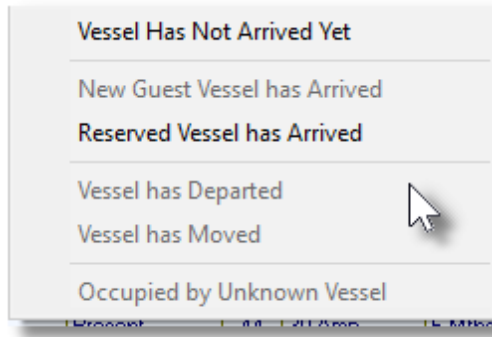 Vessel Has Not Arrived Yet
New Guest Vessel has Arrived
Reserved Vessel has Arrived
Vessel has Departed
Vessel has Moved
Occupied by Unknown Vessel